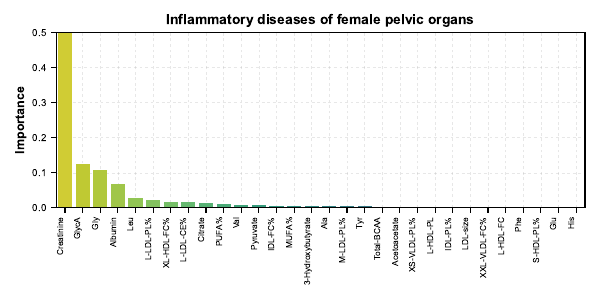 Inflammatory diseases of female pelvic organs
Importance
0.5
0.4
0.3
0.2
0.1
0.0
Creatinine
GlycA
Gly
Albumin
Leu
L-LDL-PL%
XL-HDL-FC%
L-LDL-CE%
Citrate
PUFA%
Val
Pyruvate
IDL-FC%
MUFA%
3-Hydroxybutyrate
Ala
M-LDL-PL%
Tyr
Total-BCAA
Acetoacetate
XS-VLDL-PL%
L-HDL-PL
IDL-PL%
LDL-size
XXL-VLDL-FC%
L-HDL-FC
Phe
S-HDL-PL%
Glu
His